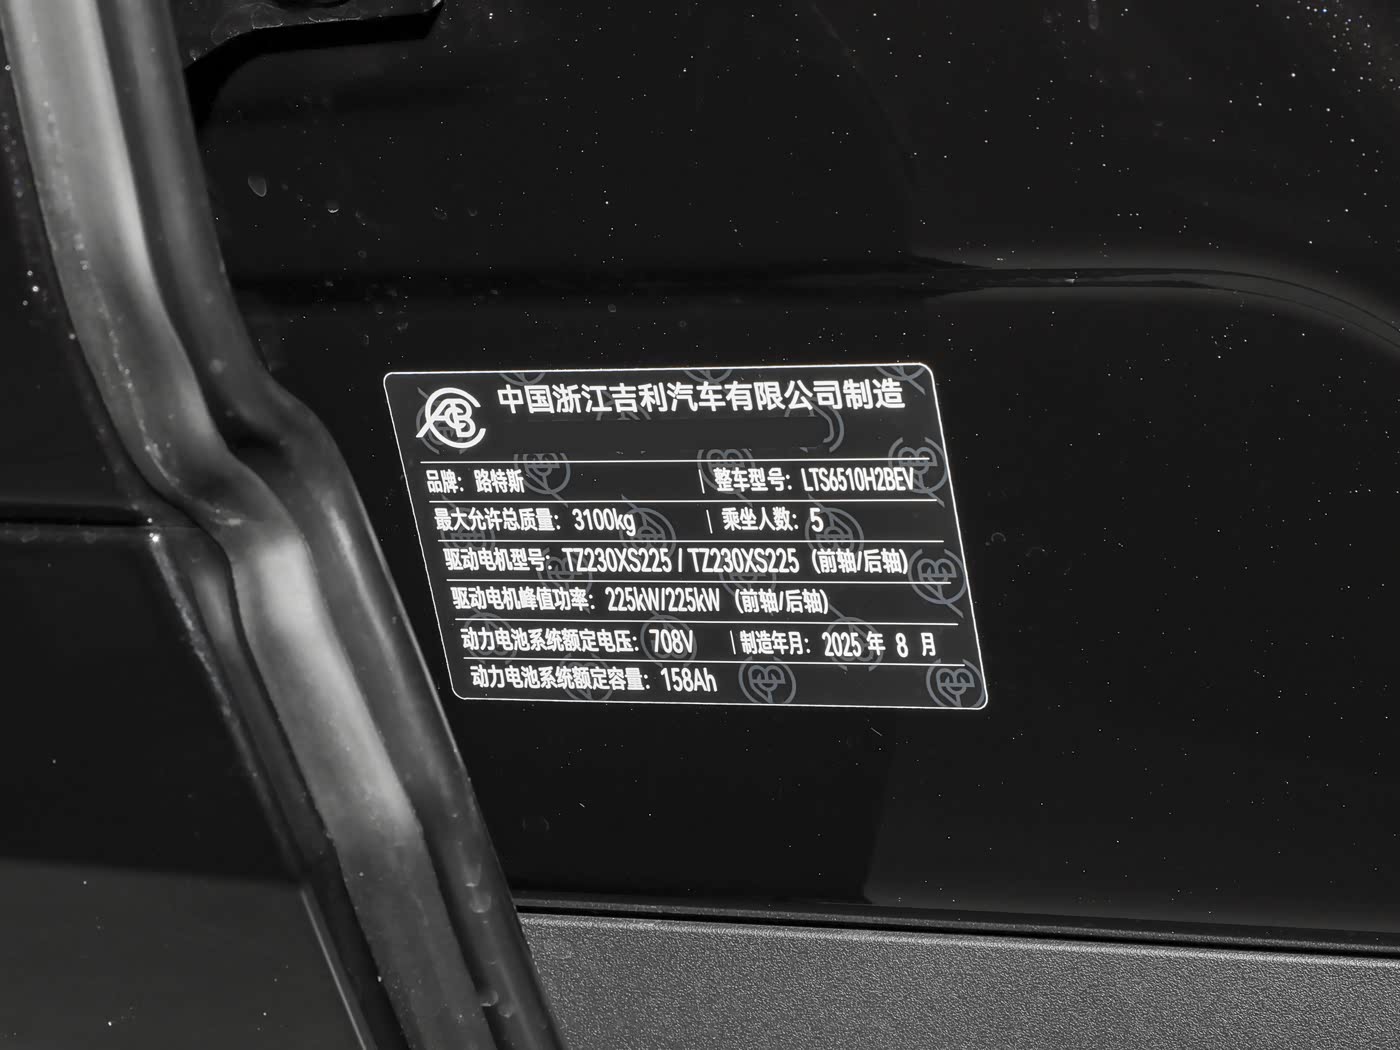 中国浙江吉利汽车有限公司制造
品牌：路特斯 | 整车型号：LTS6510H2BEV
最大允许总质量：3100kg | 乘坐人数：5
驱动电机型号：TZ230XS225 / TZ230XS225（前轴/后轴）
驱动电机峰值功率：225kW/225kW（前轴/后轴）
动力电池系统额定电压：708V | 制造年月：2025 年 8 月
动力电池系统额定容量：158Ah